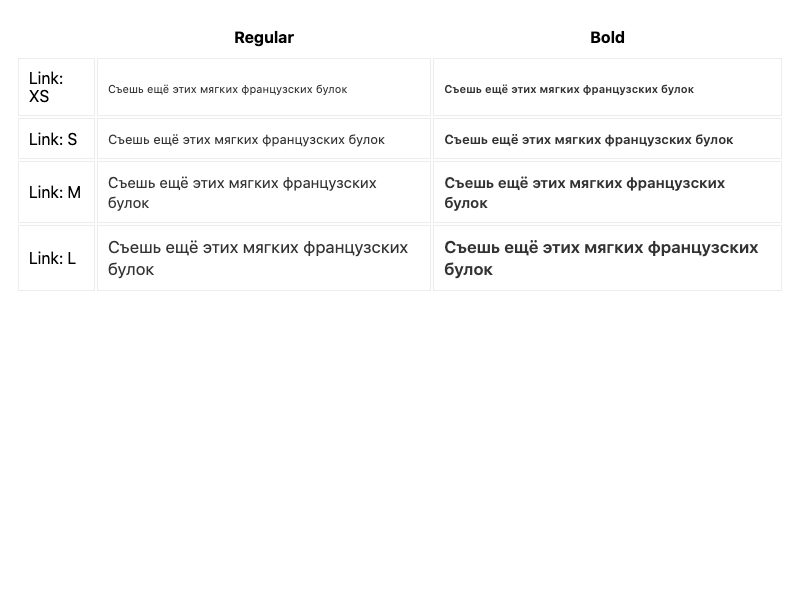 Regular Bold
Link:
XS
Съешь ещё этих мягких французских булок
Съешь ещё этих мягких французских булок
Link: S
Съешь ещё этих мягких французских булок
Съешь ещё этих мягких французских булок
Link: M
Съешь ещё этих мягких французских
булок
Съешь ещё этих мягких французских
булок
Link: L
Съешь ещё этих мягких французских
булок
Съешь ещё этих мягких французских
булок